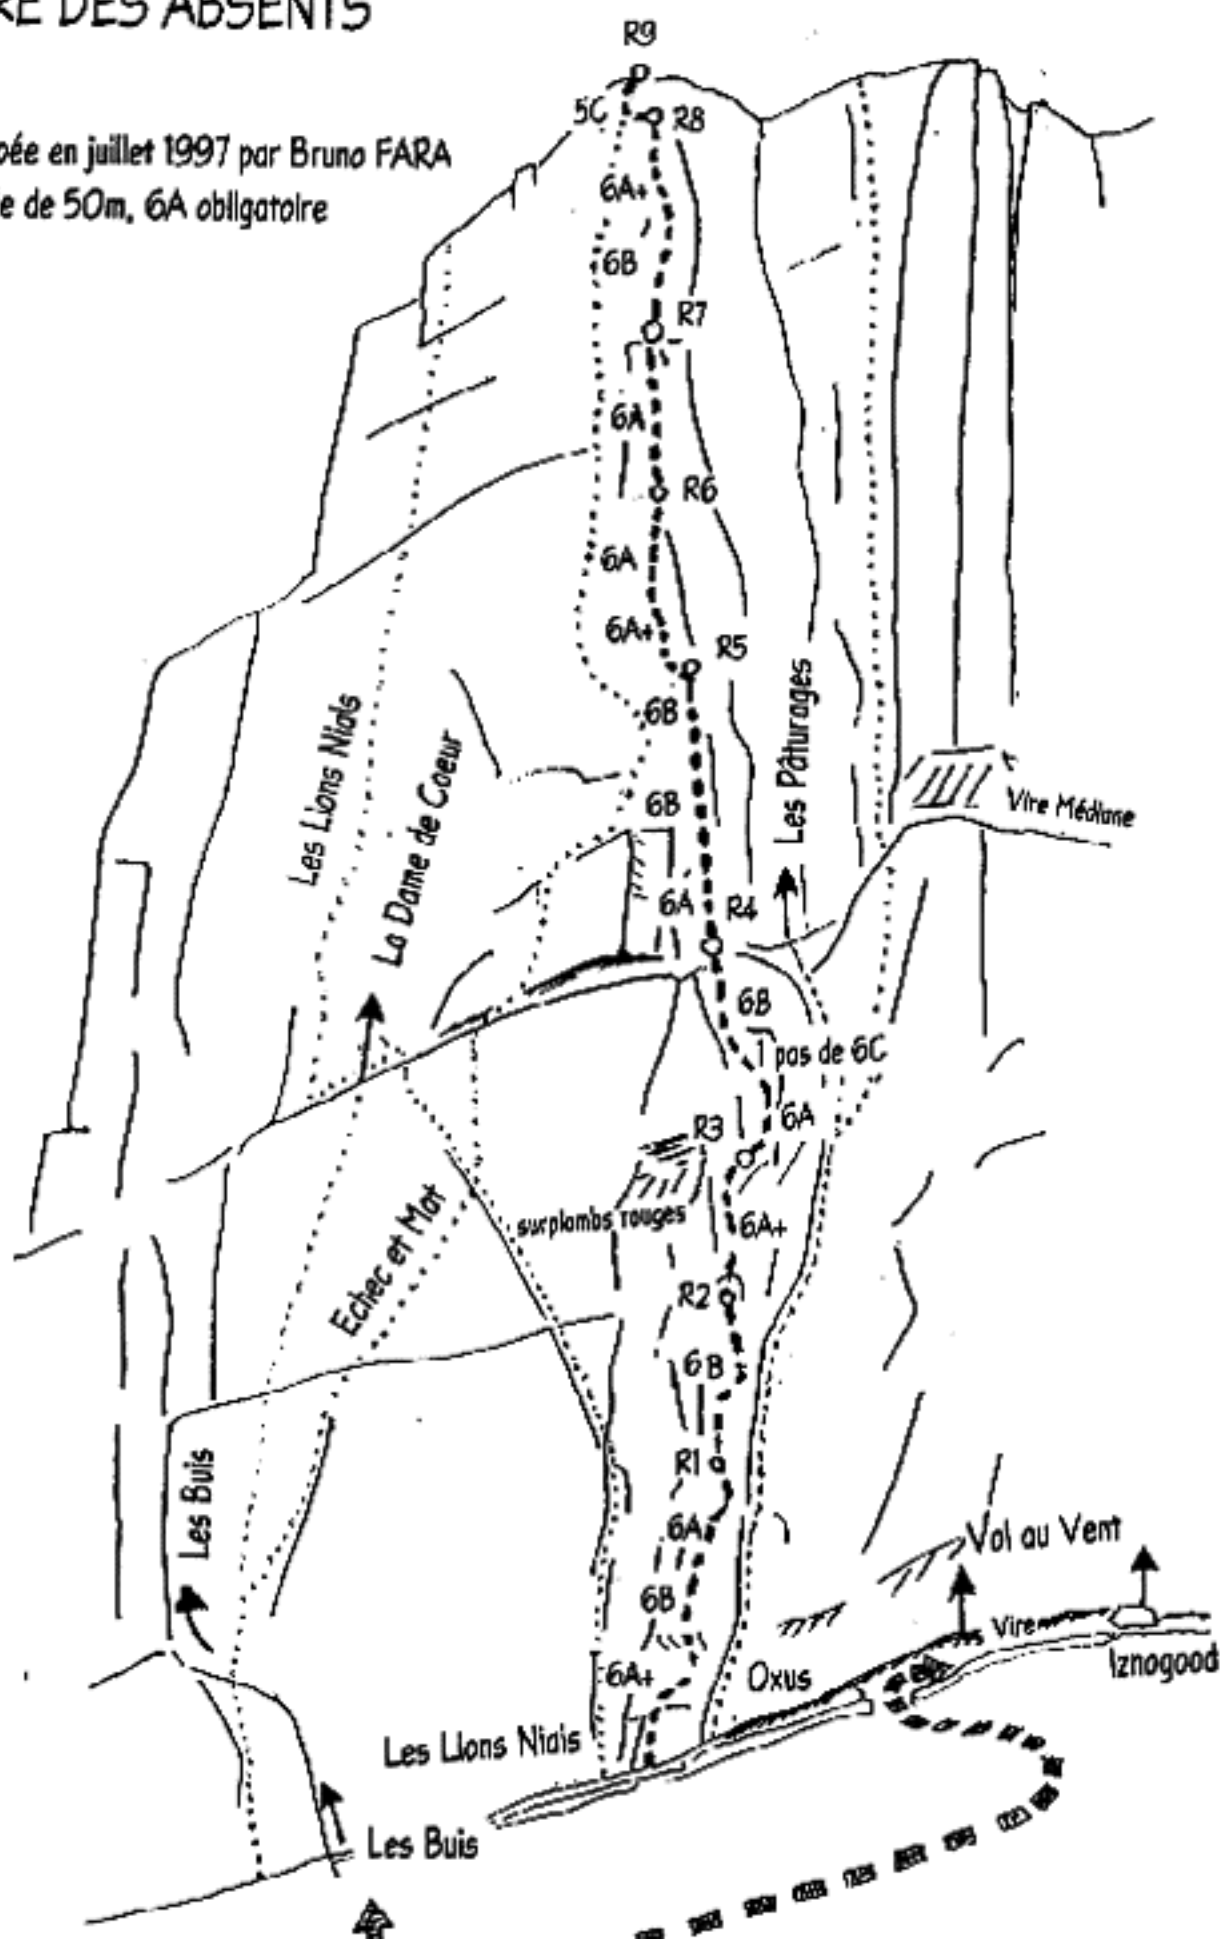 RE DES ABSENTS
R9
5C
R8
pée en juillet 1997 par Bruno FARA
6A+
e de 50m, 6A obligatoire
6B
R7
6A
R6
6A
6A+
R5
6B
Les Lions Niais
La Dame de Coeur
Les Pâturages
6B
Vire Médiane
6A
R4
6B
1 pas de 6C
6A
R3
surplombs rouges
6A+
Echec et Mat
R2
6B
R1
Les Buis
6A
Vol au Vent
6B
Vire
Iznogood
6A+
Oxus
Les Lions Niais
Les Buis